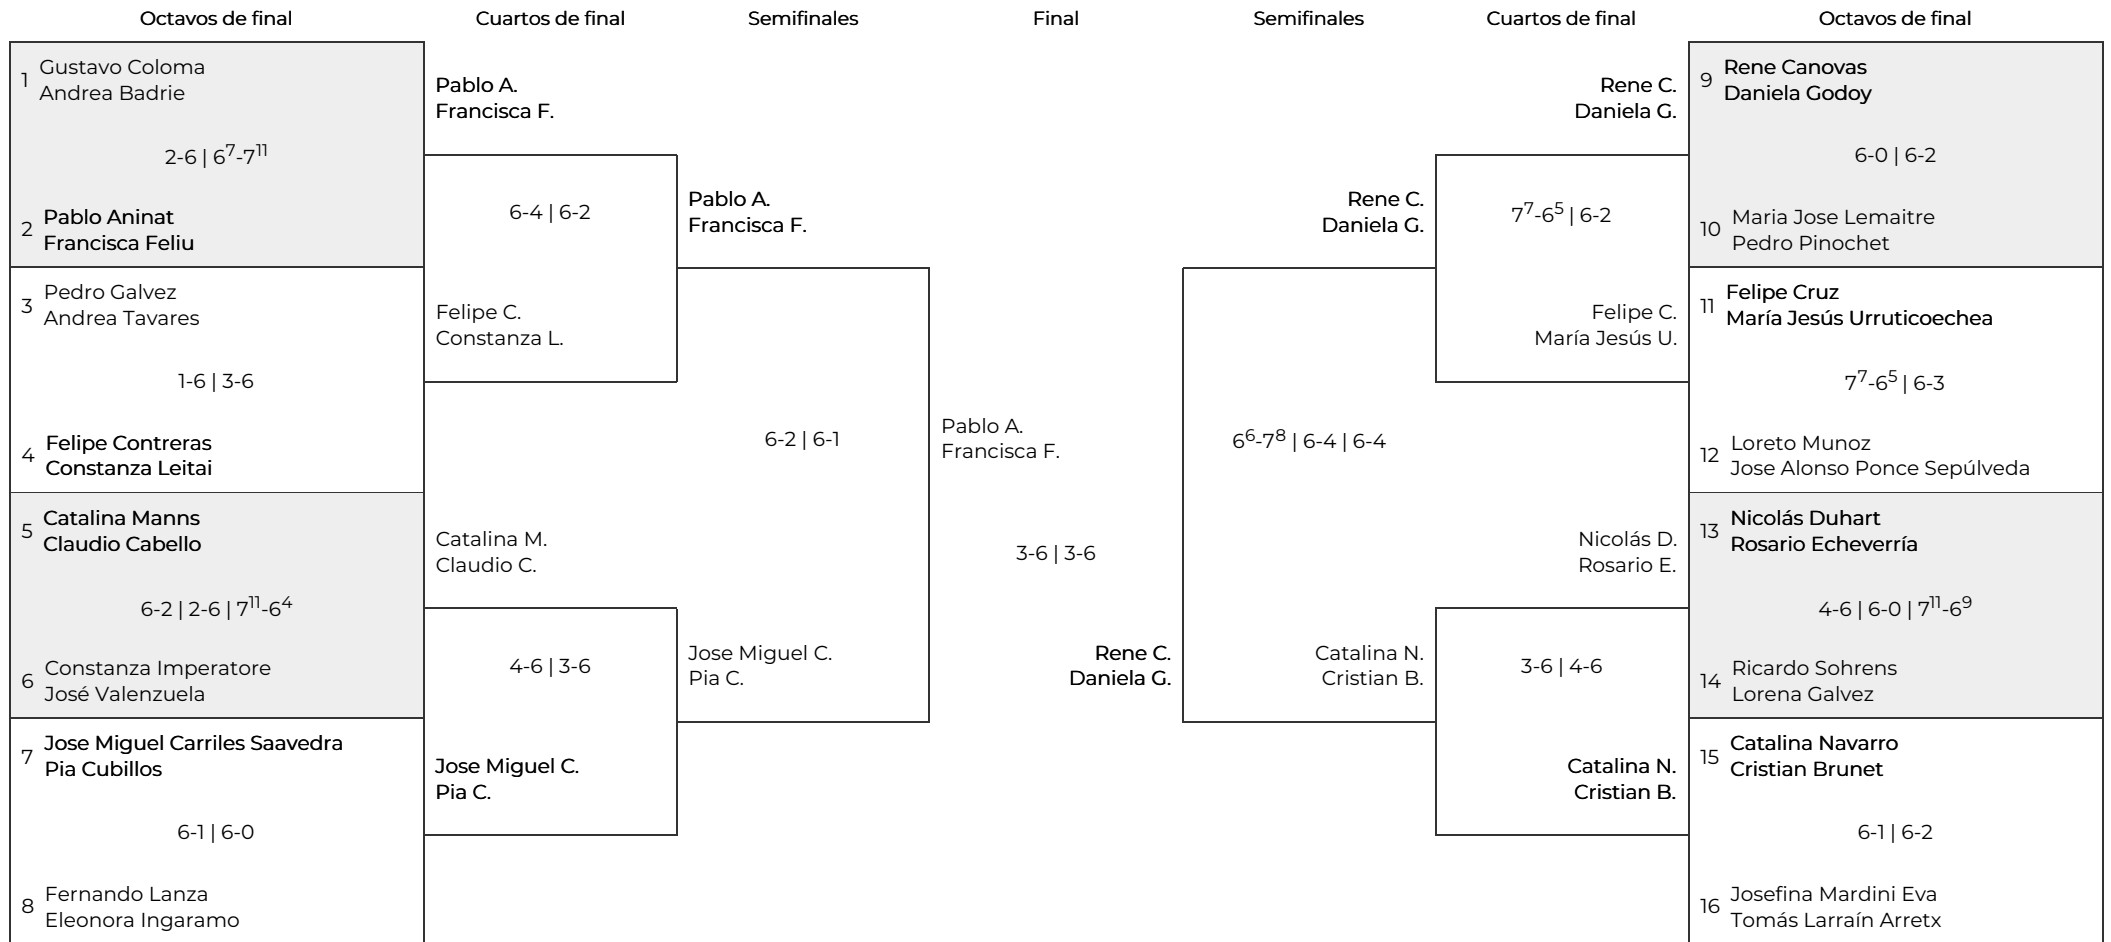 Octavos de final
Cuartos de final
Semifinales
Final
Semifinales
Cuartos de final
Octavos de final
1
Gustavo Coloma
Andrea Badrie
2-6 | 6⁷-7¹¹
2
Pablo Aninat
Francisca Feliu
3
Pedro Galvez
Andrea Tavares
1-6 | 3-6
4
Felipe Contreras
Constanza Leitai
5
Catalina Manns
Claudio Cabello
6-2 | 2-6 | 7¹¹-6⁴
6
Constanza Imperatore
José Valenzuela
7
Jose Miguel Carriles Saavedra
Pia Cubillos
6-1 | 6-0
8
Fernando Lanza
Eleonora Ingaramo
Pablo A.
Francisca F.
6-4 | 6-2
Felipe C.
Constanza L.
Catalina M.
Claudio C.
4-6 | 3-6
Jose Miguel C.
Pia C.
Pablo A.
Francisca F.
6-2 | 6-1
Jose Miguel C.
Pia C.
Pablo A.
Francisca F.
3-6 | 3-6
Rene C.
Daniela G.
Rene C.
Daniela G.
6⁶-7⁸ | 6-4 | 6-4
Catalina N.
Cristian B.
Rene C.
Daniela G.
7⁷-6⁵ | 6-2
Felipe C.
María Jesús U.
Nicolás D.
Rosario E.
3-6 | 4-6
Catalina N.
Cristian B.
9
Rene Canovas
Daniela Godoy
6-0 | 6-2
10
Maria Jose Lemaitre
Pedro Pinochet
11
Felipe Cruz
María Jesús Urruticoechea
7⁷-6⁵ | 6-3
12
Loreto Munoz
Jose Alonso Ponce Sepúlveda
13
Nicolás Duhart
Rosario Echeverría
4-6 | 6-0 | 7¹¹-6⁹
14
Ricardo Sohrens
Lorena Galvez
15
Catalina Navarro
Cristian Brunet
6-1 | 6-2
16
Josefina Mardini Eva
Tomás Larraín Arretx